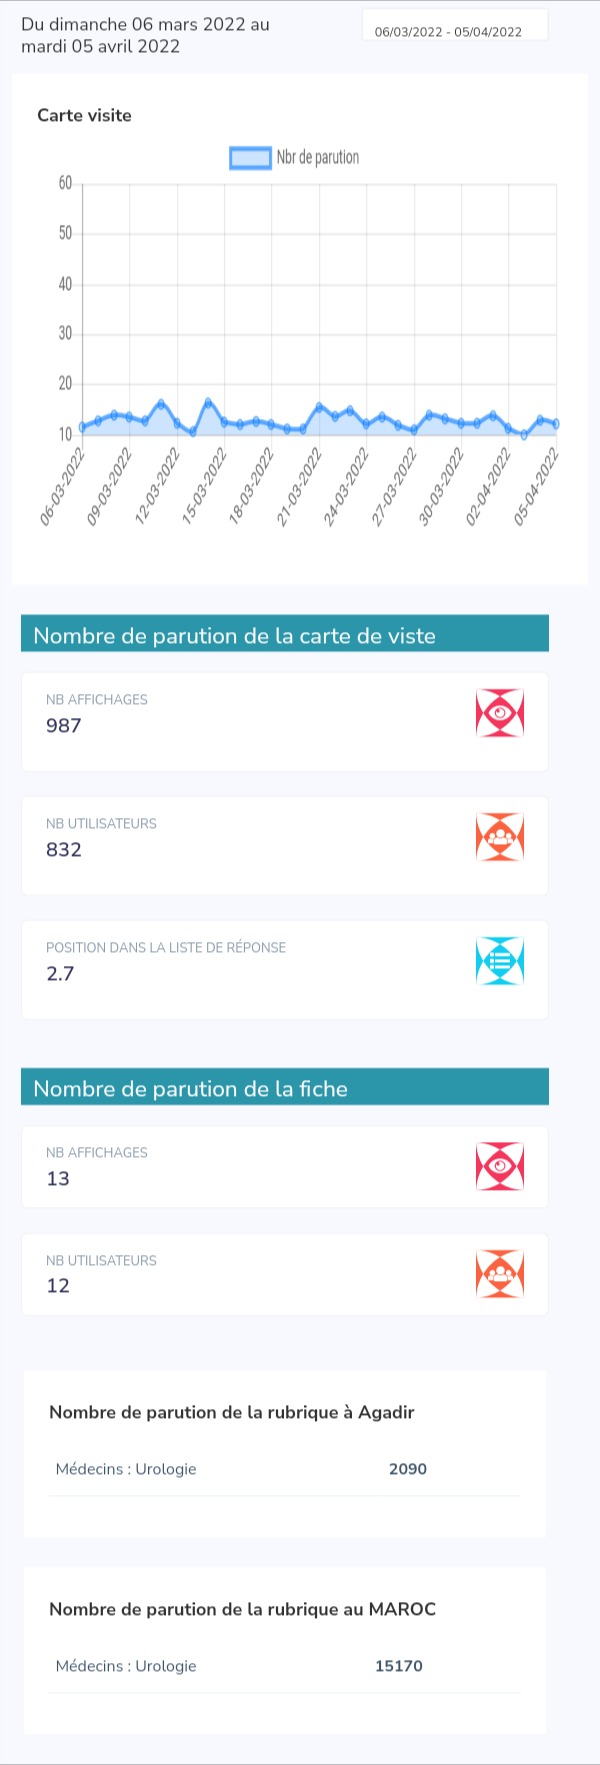 Du dimanche 06 mars 2022 au
mardi 05 avril 2022
06/03/2022 - 05/04/2022
Carte visite
Nbr de parution
60
50
40
30
20
10
06-03-2022
09-03-2022
12-03-2022
15-03-2022
18-03-2022
21-03-2022
24-03-2022
27-03-2022
30-03-2022
02-04-2022
05-04-2022
Nombre de parution de la carte de viste
NB AFFICHAGES
987
NB UTILISATEURS
832
POSITION DANS LA LISTE DE RÉPONSE
2.7
Nombre de parution de la fiche
NB AFFICHAGES
13
NB UTILISATEURS
12
Nombre de parution de la rubrique à Agadir
Médecins : Urologie 2090
Nombre de parution de la rubrique au MAROC
Médecins : Urologie 15170